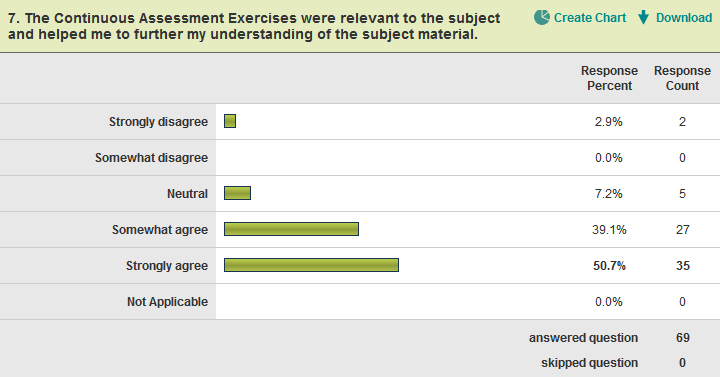 7. The Continuous Assessment Exercises were relevant to the subject
and helped me to further my understanding of the subject material.
Create Chart Download
Response Percent Response Count
Strongly disagree 2.9% 2
Somewhat disagree 0.0% 0
Neutral 7.2% 5
Somewhat agree 39.1% 27
Strongly agree 50.7% 35
Not Applicable 0.0% 0
answered question 69
skipped question 0